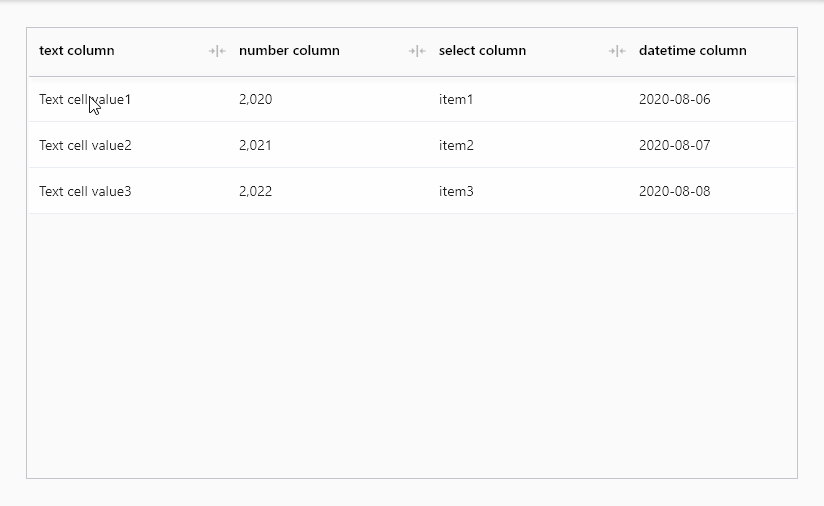 text column number column select column datetime column
Text cell value1 2,020 item1 2020-08-06
Text cell value2 2,021 item2 2020-08-07
Text cell value3 2,022 item3 2020-08-08